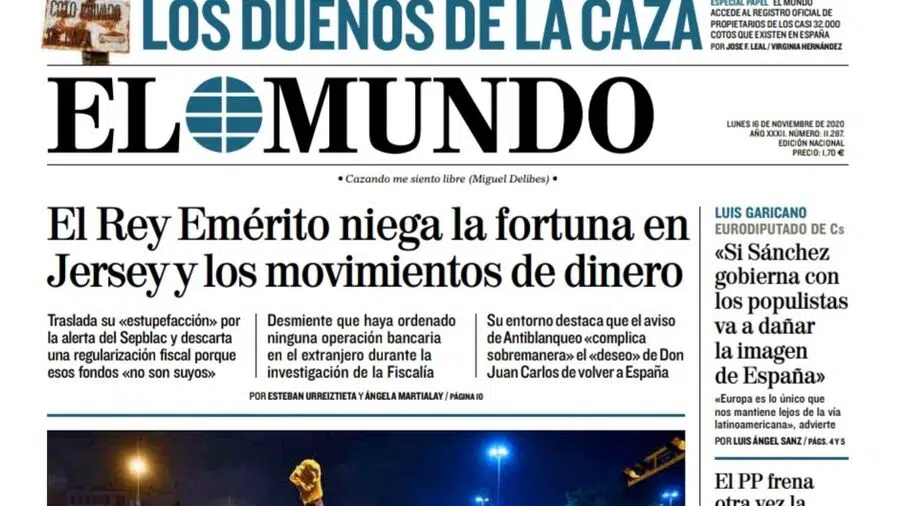 COTO PRIVADO
DE CAZA
LOS DUEÑOS DE LA CAZA
ESPECIAL PAPEL EL MUNDO
ACCEDE AL REGISTRO OFICIAL DE
PROPIETARIOS DE LOS CASI 32.000
COTOS QUE EXISTEN EN ESPAÑA
POR JOSE F. LEAL / VIRGINIA HERNÁNDEZ
EL MUNDO
LUNES 16 DE NOVIEMBRE DE 2020
AÑO XXXII. NÚMERO: 11.287.
EDICIÓN NACIONAL
PRECIO: 1,70 €
• Cazando me siento libre (Miguel Delibes) •
El Rey Emérito niega la fortuna en
Jersey y los movimientos de dinero
Traslada su «estupefacción» por
la alerta del Sepblac y descarta
una regularización fiscal porque
esos fondos «no son suyos»
Desmiente que haya ordenado
ninguna operación bancaria
en el extranjero durante la
investigación de la Fiscalía
Su entorno destaca que el aviso
de Antiblanqueo «complica
sobremanera» el «deseo» de Don
Juan Carlos de volver a España
POR ESTEBAN URREIZTIETA Y ÁNGELA MARTIALAY / PÁGINA 10
LUIS GARICANO
EURODIPUTADO DE Cs
«Si Sánchez
gobierna con
los populistas
va a dañar
la imagen
de España»
«Europa es lo único que
nos mantiene lejos de la vía
latinoamericana», advierte
POR LUIS ÁNGEL SANZ / PÁGS. 4 Y 5
El PP frena
otra vez la